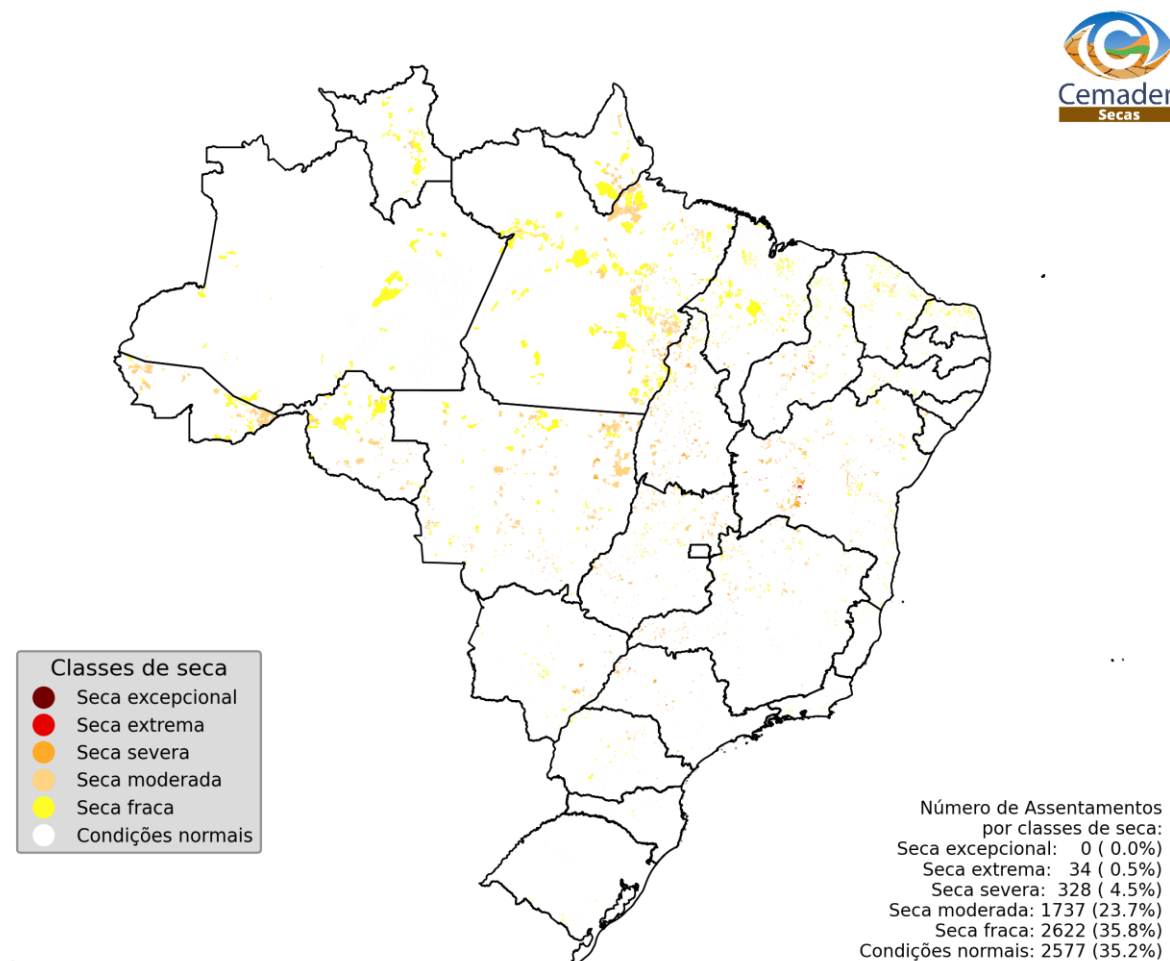 Cemaden
Secas
Classes de seca
Seca excepcional
Seca extrema
Seca severa
Seca moderada
Seca fraca
Condições normais
Número de Assentamentos
por classes de seca:
Seca excepcional: 0 ( 0.0%)
Seca extrema: 34 ( 0.5%)
Seca severa: 328 ( 4.5%)
Seca moderada: 1737 (23.7%)
Seca fraca: 2622 (35.8%)
Condições normais: 2577 (35.2%)